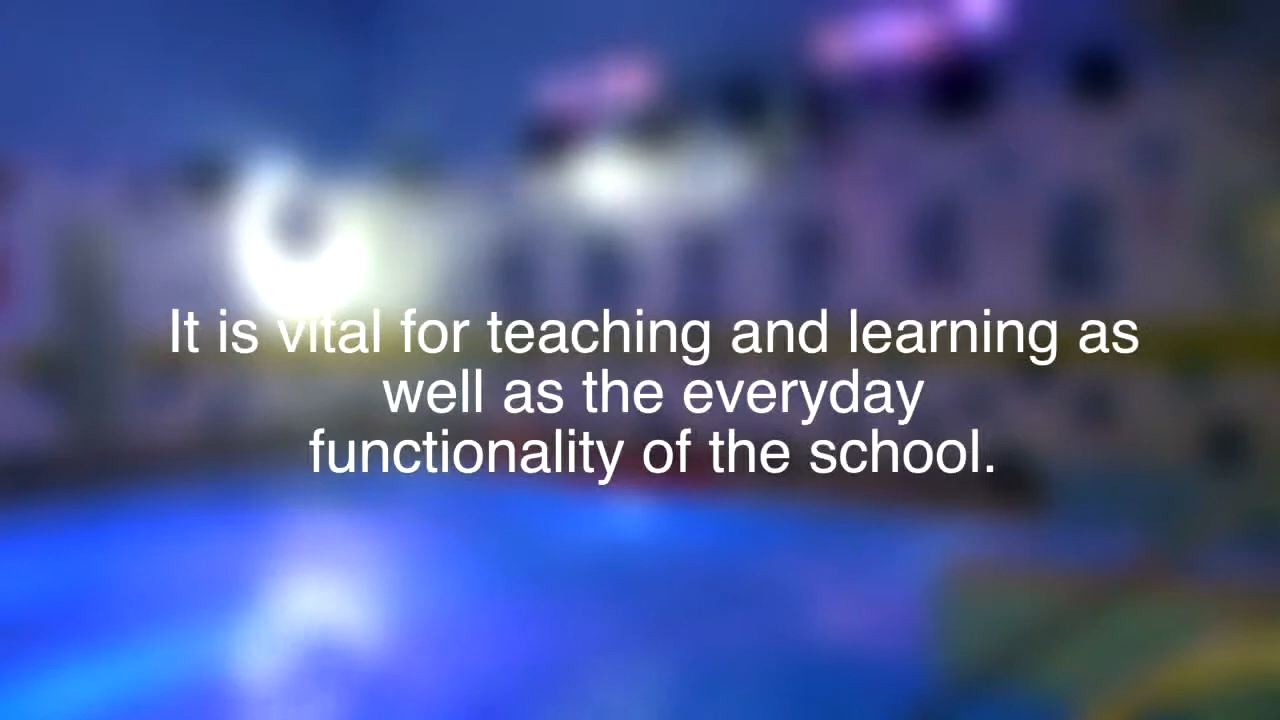 It is vital for teaching and learning as
well as the everyday
functionality of the school.